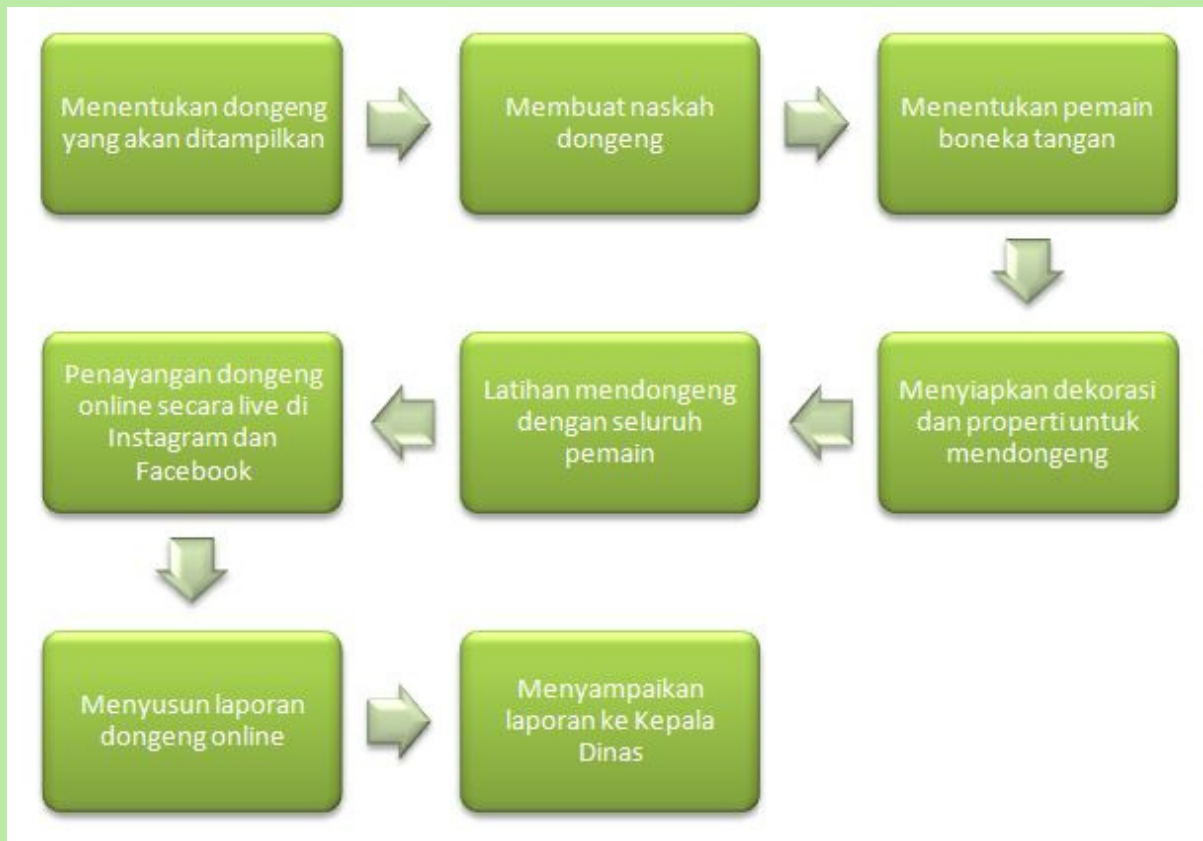 Menentukan dongeng
yang akan ditampilkan
Membuat naskah
dongeng
Menentukan pemain
boneka tangan
Menyiapkan dekorasi
dan properti untuk
mendongeng
Latihan mendongeng
dengan seluruh
pemain
Penayangan dongeng
online secara live di
Instagram dan
Facebook
Menyusun laporan
dongeng online
Menyampaikan
laporan ke Kepala
Dinas